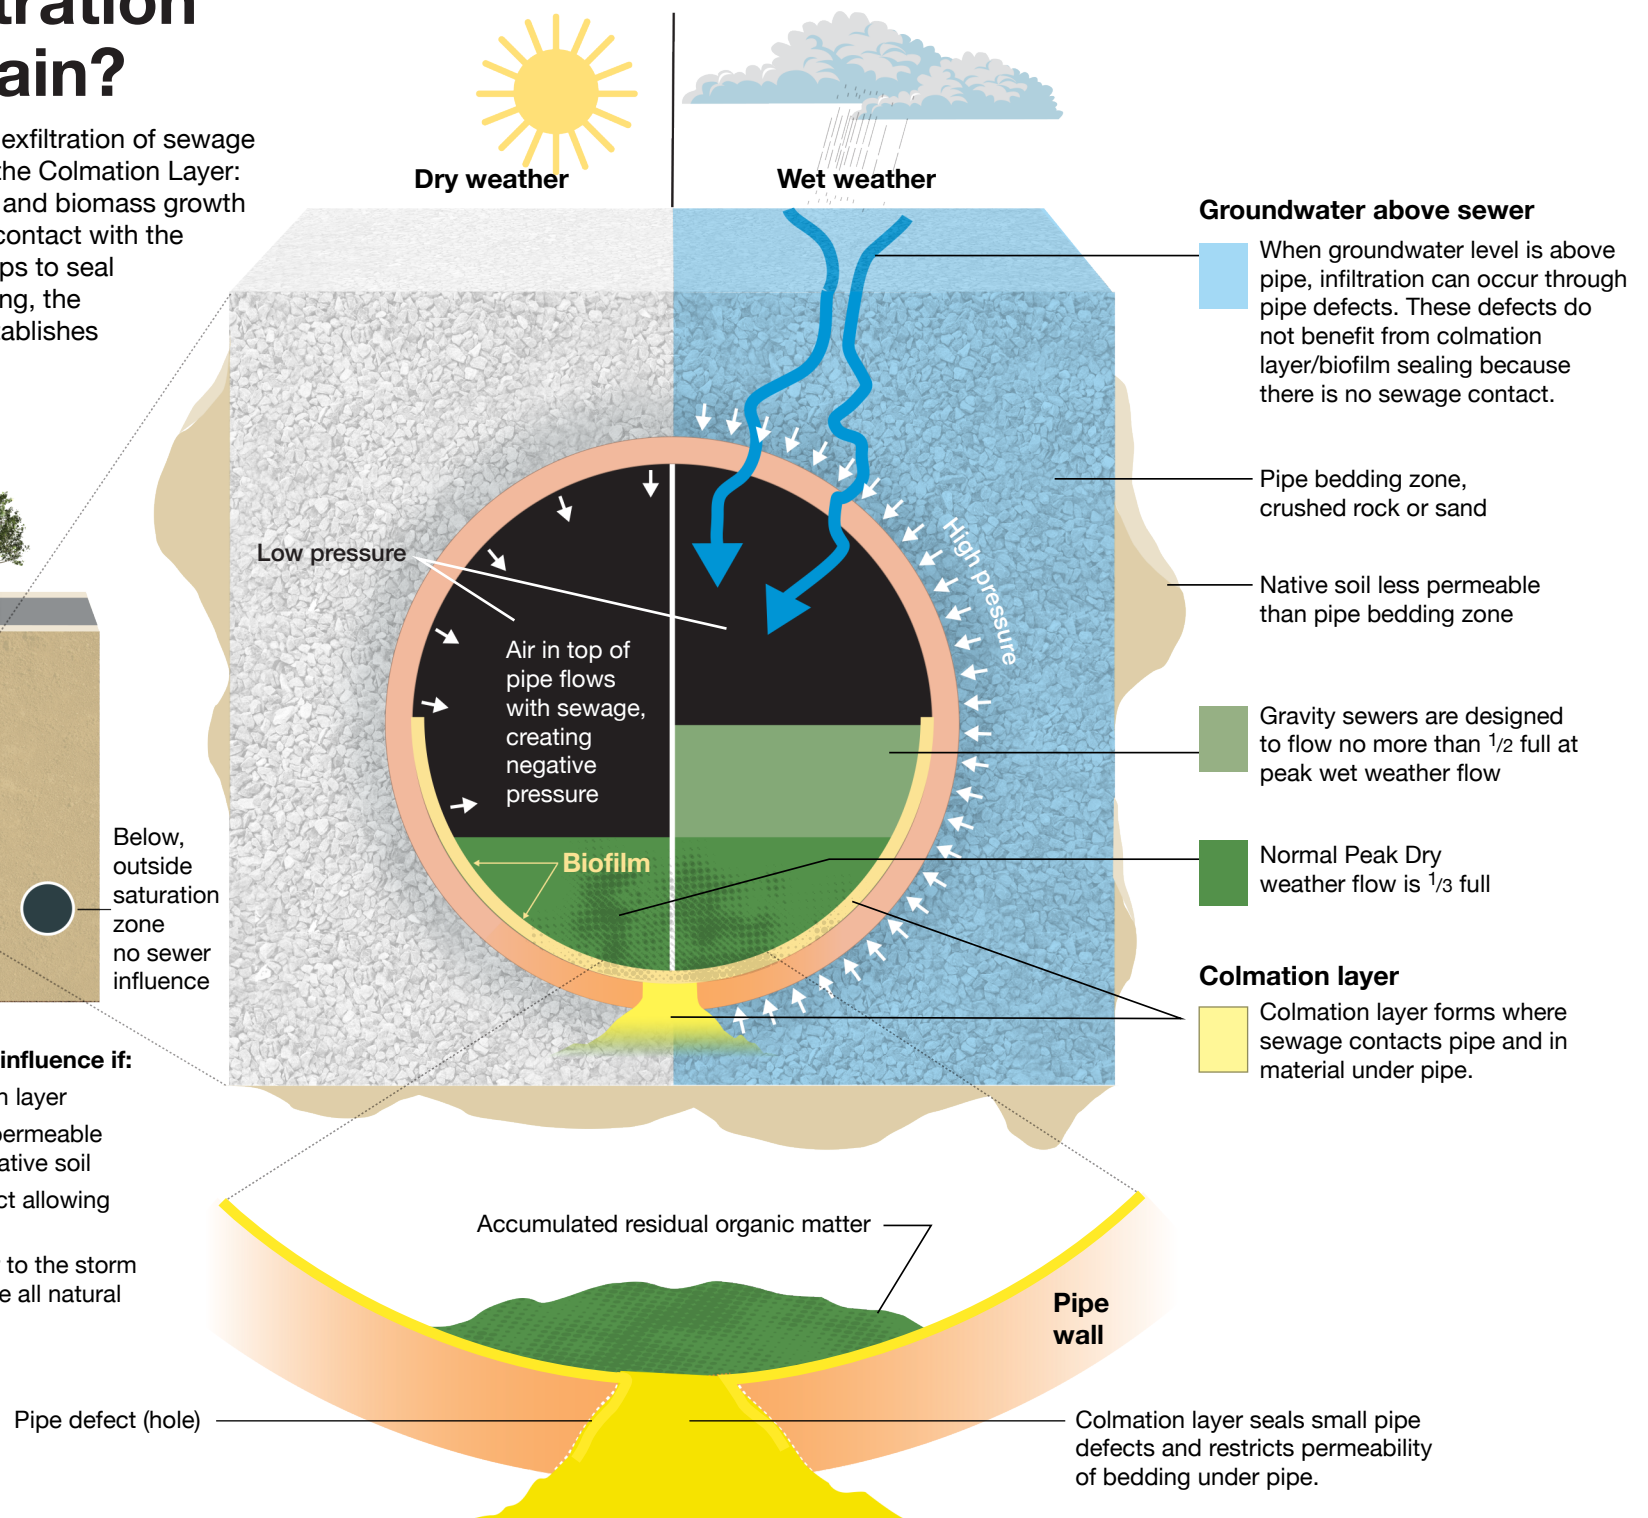 tration
ain?
exfiltration of sewage
the Colmation Layer:
and biomass growth
contact with the
ps to seal
ng, the
tablishes
Dry weather
Wet weather
Groundwater above sewer
When groundwater level is above
pipe, infiltration can occur through
pipe defects. These defects do
not benefit from colmation
layer/biofilm sealing because
there is no sewage contact.
Pipe bedding zone,
crushed rock or sand
Native soil less permeable
than pipe bedding zone
High pressure
Low pressure
Air in top of
pipe flows
with sewage,
creating
negative
pressure
Biofilm
Gravity sewers are designed
to flow no more than 1/2 full at
peak wet weather flow
Normal Peak Dry
weather flow is 1/3 full
Below,
outside
saturation
zone
no sewer
influence
Colmation layer
Colmation layer forms where
sewage contacts pipe and in
material under pipe.
influence if:
n layer
permeable
ative soil
ct allowing
to the storm
e all natural
Accumulated residual organic matter
Pipe
wall
Pipe defect (hole)
Colmation layer seals small pipe
defects and restricts permeability
of bedding under pipe.